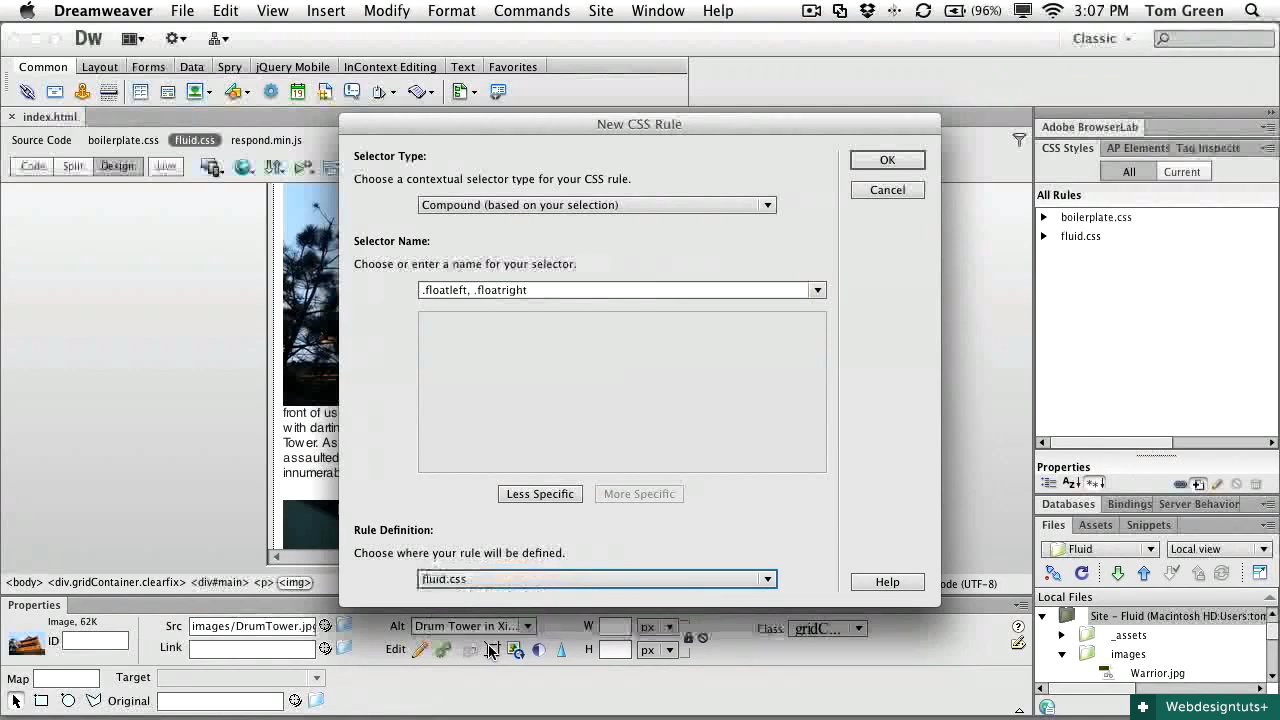 Dreamweaver File Edit View Insert Modify Format Commands Site Window Help (96%) 3:07 PM Tom Green
Dw Classic
Common Layout Forms Data Spry jQuery Mobile InContext Editing Text Favorites
index.html
Source Code boilerplate.css fluid.css respond.min.js
Code Split Design Live
New CSS Rule
Selector Type:
Choose a contextual selector type for your CSS rule.
Compound (based on your selection)
Selector Name:
Choose or enter a name for your selector.
.floatleft, .floatright
Less Specific More Specific
Rule Definition:
Choose where your rule will be defined.
fluid.css
OK
Cancel
Help
front of us
with dartin
Tower. As
assaulted
innumerab
Adobe BrowserLab
CSS Styles AP Elements Tag Inspecto
All Current
All Rules
boilerplate.css
fluid.css
Properties
Az
Databases Bindings Server Behavior
Files Assets Snippets
Fluid Local view
Local Files
Site - Fluid (Macintosh HD:Users:tom
_assets
images
Warrior.jpg
<body> <div.gridContainer.clearfix> <div#main> <p> <img>
ode (UTF-8)
Properties
Image, 62K
ID
Src images/DrumTower.jpg
Link
Alt Drum Tower in Xi...
Edit
W px
H px
Class gridC...
Map
Target
Original
Webdesigntuts+